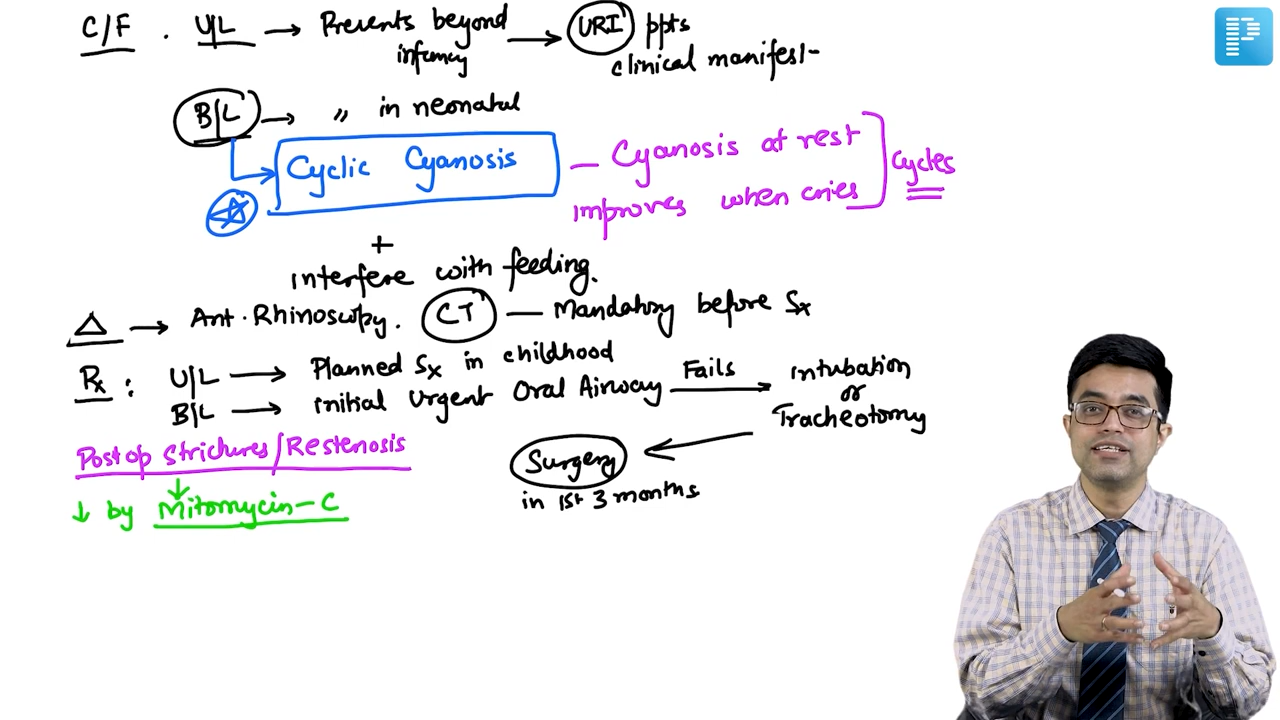 C/F . U/L → Presents beyond infancy → URI ppts clinical manifest-
B/L → 〃 in neonatal
Cyclic Cyanosis — Cyanosis at rest
improves when cries
Cycles
+
interfere with feeding.
△ → Ant. Rhinoscopy. CT — Mandatory before Sx
Rx : U/L → Planned Sx in childhood
B/L → initial urgent Oral Airway Fails → intubation or Tracheotomy
Surgery
in 1st 3 months
Postop strictures/Restenosis
↓ by Mitomycin-C
P